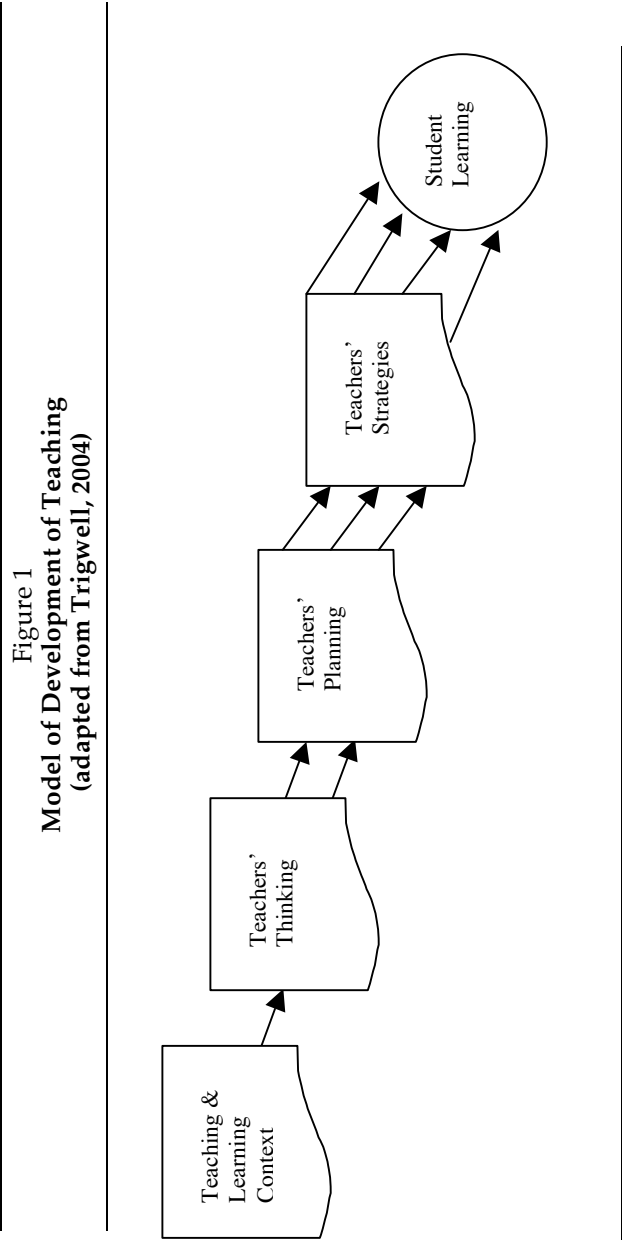 Figure 1
Model of Development of Teaching
(adapted from Trigwell, 2004)
Teaching &
Learning
Context
Teachers’
Thinking
Teachers’
Planning
Teachers’
Strategies
Student
Learning